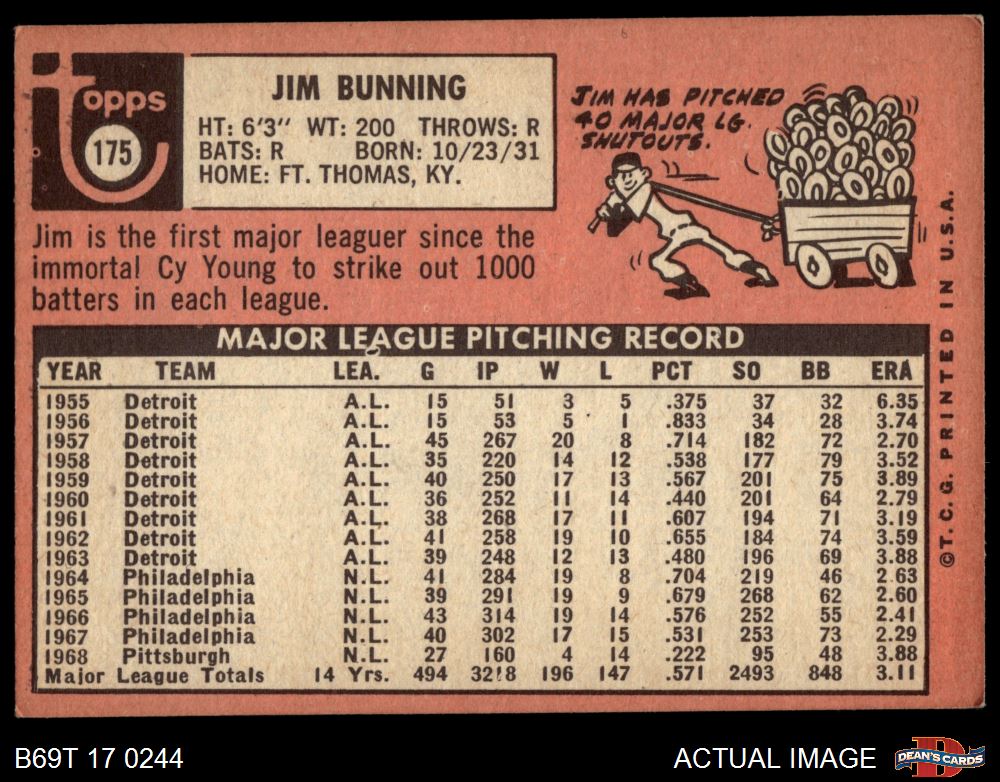 topps
175
JIM BUNNING
HT: 6'3" WT: 200 THROWS: R
BATS: R BORN: 10/23/31
HOME: FT. THOMAS, KY.
JIM HAS PITCHED
40 MAJOR LG.
SHUTOUTS.
Jim is the first major leaguer since the
immortal Cy Young to strike out 1000
batters in each league.
MAJOR LEAGUE PITCHING RECORD
YEAR TEAM LEA. G IP W L PCT SO BB ERA
1955 Detroit A.L. 15 51 3 5 .375 37 32 6.35
1956 Detroit A.L. 15 53 5 1 .833 34 28 3.74
1957 Detroit A.L. 45 267 20 8 .714 182 72 2.70
1958 Detroit A.L. 35 220 14 12 .538 177 79 3.52
1959 Detroit A.L. 40 250 17 13 .567 201 75 3.89
1960 Detroit A.L. 36 252 11 14 .440 201 64 2.79
1961 Detroit A.L. 38 268 17 11 .607 194 71 3.19
1962 Detroit A.L. 41 258 19 10 .655 184 74 3.59
1963 Detroit A.L. 39 248 12 13 .480 196 69 3.88
1964 Philadelphia N.L. 41 284 19 8 .704 219 46 2.63
1965 Philadelphia N.L. 39 291 19 9 .679 268 62 2.60
1966 Philadelphia N.L. 43 314 19 14 .576 252 55 2.41
1967 Philadelphia N.L. 40 302 17 15 .531 253 73 2.29
1968 Pittsburgh N.L. 27 160 4 14 .222 95 48 3.88
Major League Totals 14 Yrs. 494 3218 196 147 .571 2493 848 3.11
©T.C.G. PRINTED IN U.S.A.
B69T 17 0244
ACTUAL IMAGE
D
DEAN'S CARDS